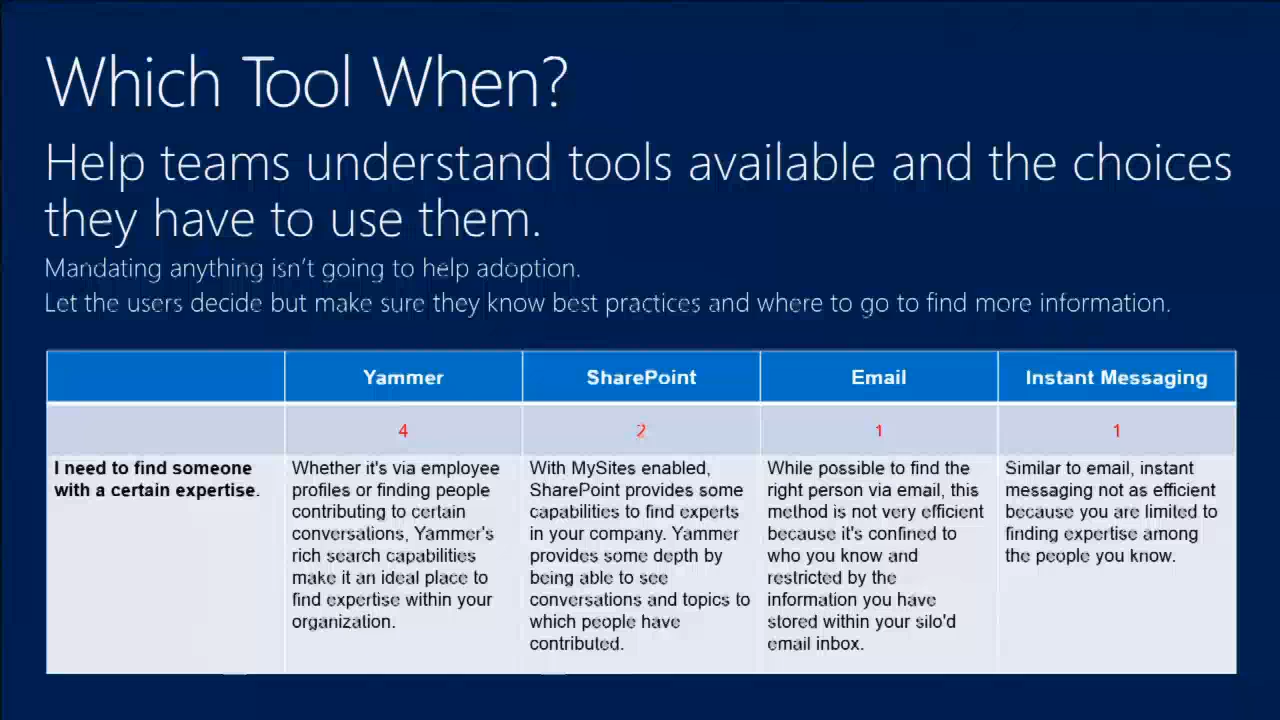 Which Tool When?
Help teams understand tools available and the choices
they have to use them.
Mandating anything isn't going to help adoption.
Let the users decide but make sure they know best practices and where to go to find more information.
Yammer
SharePoint
Email
Instant Messaging
4
2
1
1
I need to find someone
with a certain expertise.
Whether it's via employee
profiles or finding people
contributing to certain
conversations, Yammer's
rich search capabilities
make it an ideal place to
find expertise within your
organization.
With MySites enabled,
SharePoint provides some
capabilities to find experts
in your company. Yammer
provides some depth by
being able to see
conversations and topics to
which people have
contributed.
While possible to find the
right person via email, this
method is not very efficient
because it's confined to
who you know and
restricted by the
information you have
stored within your silo'd
email inbox.
Similar to email, instant
messaging not as efficient
because you are limited to
finding expertise among
the people you know.